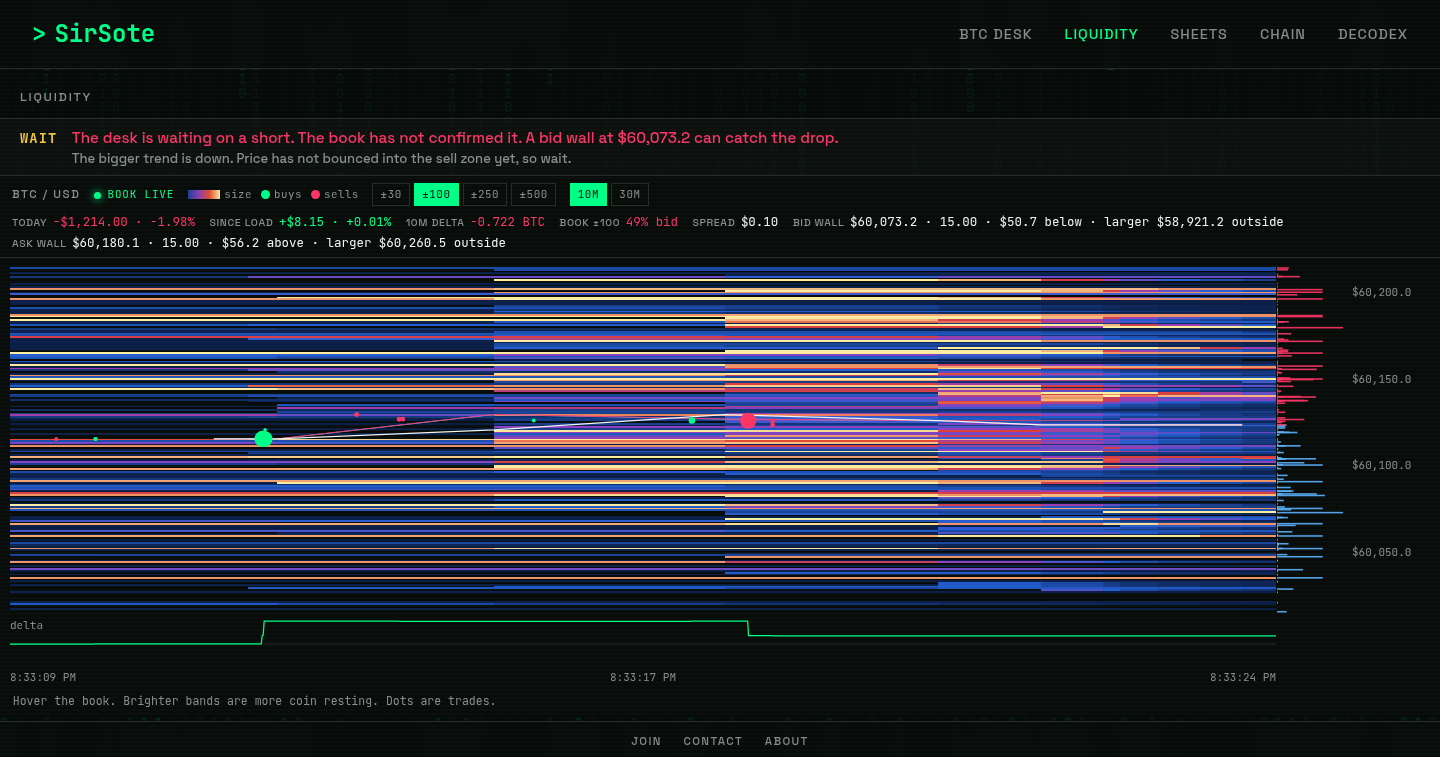 > SirSote
BTC DESK LIQUIDITY SHEETS CHAIN DECODEX
LIQUIDITY
WAIT The desk is waiting on a short. The book has not confirmed it. A bid wall at $60,073.2 can catch the drop.
The bigger trend is down. Price has not bounced into the sell zone yet, so wait.
BTC / USD BOOK LIVE size buys sells ±30 ±100 ±250 ±500 10M 30M
TODAY -$1,214.00 · -1.98% SINCE LOAD +$8.15 · +0.01% 10M DELTA -0.722 BTC BOOK ±100 49% bid SPREAD $0.10 BID WALL $60,073.2 · 15.00 · $50.7 below · larger $58,921.2 outside
ASK WALL $60,180.1 · 15.00 · $56.2 above · larger $60,260.5 outside
$60,200.0
$60,150.0
$60,100.0
$60,050.0
delta
8:33:09 PM 8:33:17 PM 8:33:24 PM
Hover the book. Brighter bands are more coin resting. Dots are trades.
JOIN CONTACT ABOUT